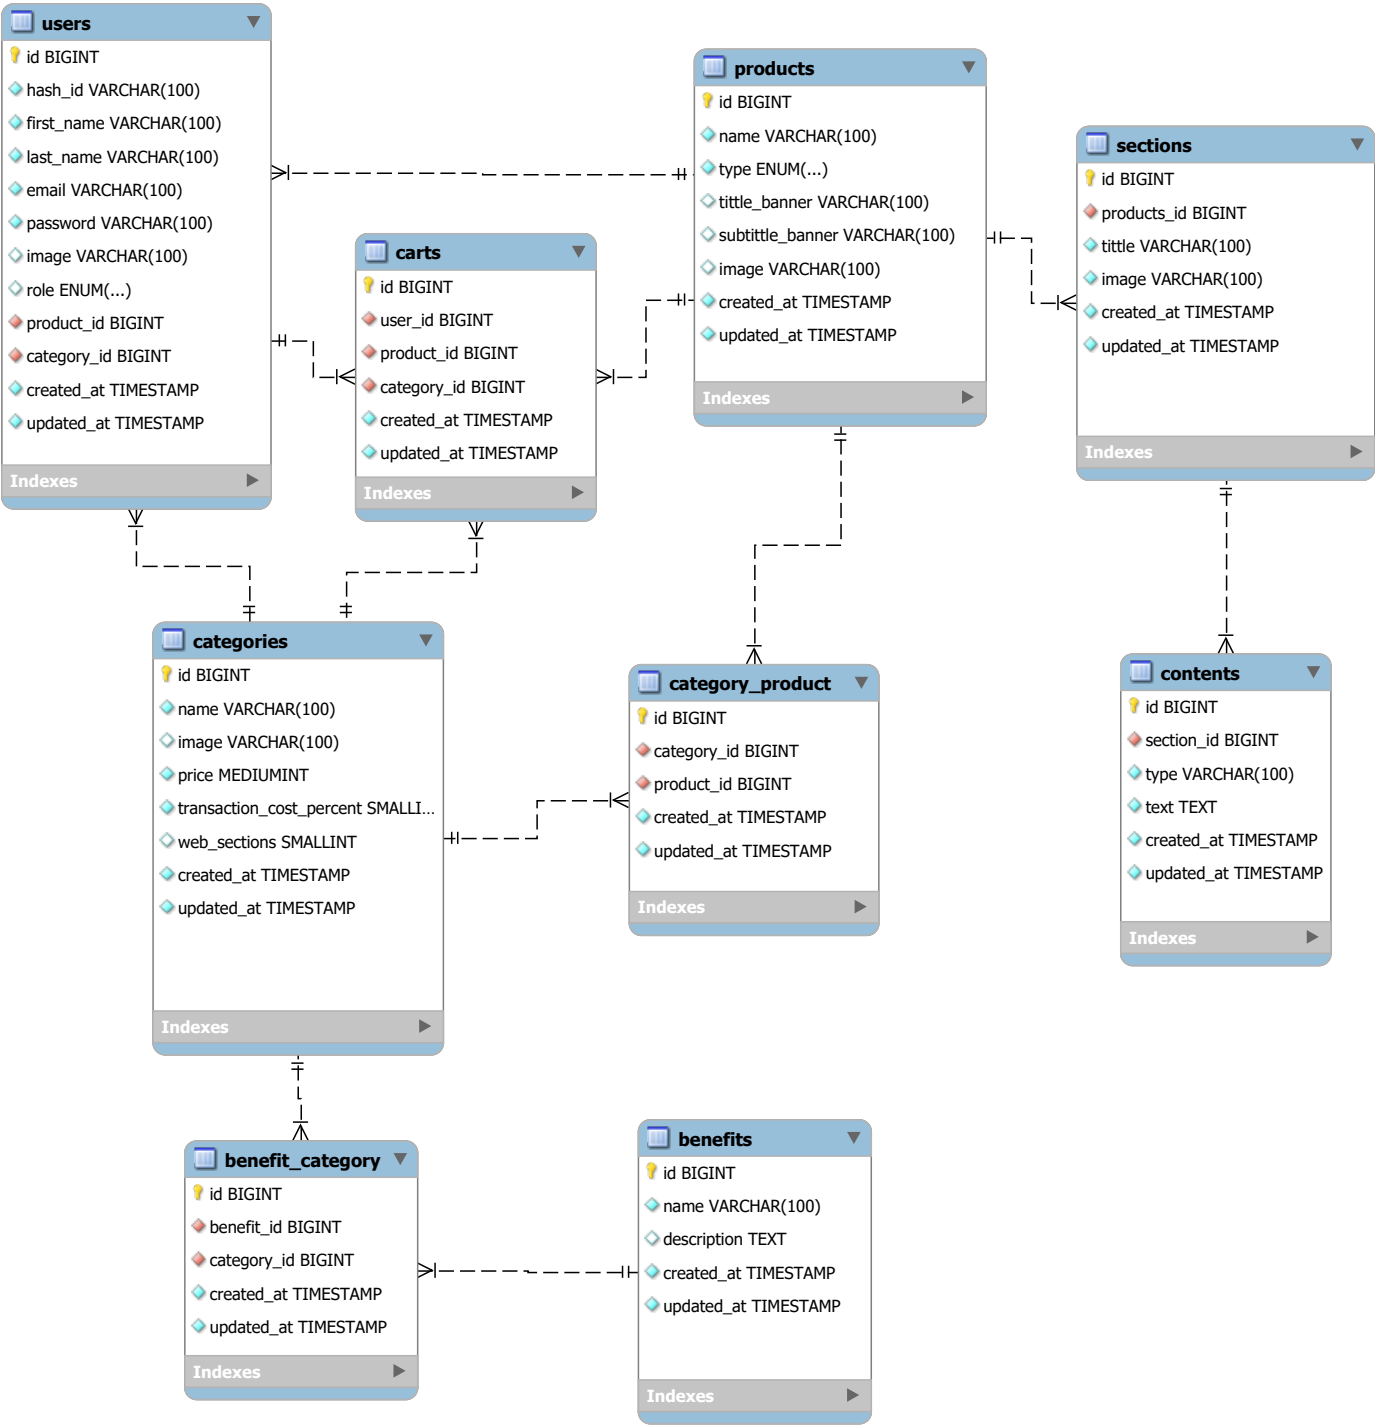 users
id BIGINT
hash_id VARCHAR(100)
first_name VARCHAR(100)
last_name VARCHAR(100)
email VARCHAR(100)
password VARCHAR(100)
image VARCHAR(100)
role ENUM(...)
product_id BIGINT
category_id BIGINT
created_at TIMESTAMP
updated_at TIMESTAMP
Indexes
carts
id BIGINT
user_id BIGINT
product_id BIGINT
category_id BIGINT
created_at TIMESTAMP
updated_at TIMESTAMP
Indexes
products
id BIGINT
name VARCHAR(100)
type ENUM(...)
tittle_banner VARCHAR(100)
subtittle_banner VARCHAR(100)
image VARCHAR(100)
created_at TIMESTAMP
updated_at TIMESTAMP
Indexes
sections
id BIGINT
products_id BIGINT
tittle VARCHAR(100)
image VARCHAR(100)
created_at TIMESTAMP
updated_at TIMESTAMP
Indexes
categories
id BIGINT
name VARCHAR(100)
image VARCHAR(100)
price MEDIUMINT
transaction_cost_percent SMALLI...
web_sections SMALLINT
created_at TIMESTAMP
updated_at TIMESTAMP
Indexes
category_product
id BIGINT
category_id BIGINT
product_id BIGINT
created_at TIMESTAMP
updated_at TIMESTAMP
Indexes
contents
id BIGINT
section_id BIGINT
type VARCHAR(100)
text TEXT
created_at TIMESTAMP
updated_at TIMESTAMP
Indexes
benefit_category
id BIGINT
benefit_id BIGINT
category_id BIGINT
created_at TIMESTAMP
updated_at TIMESTAMP
Indexes
benefits
id BIGINT
name VARCHAR(100)
description TEXT
created_at TIMESTAMP
updated_at TIMESTAMP
Indexes